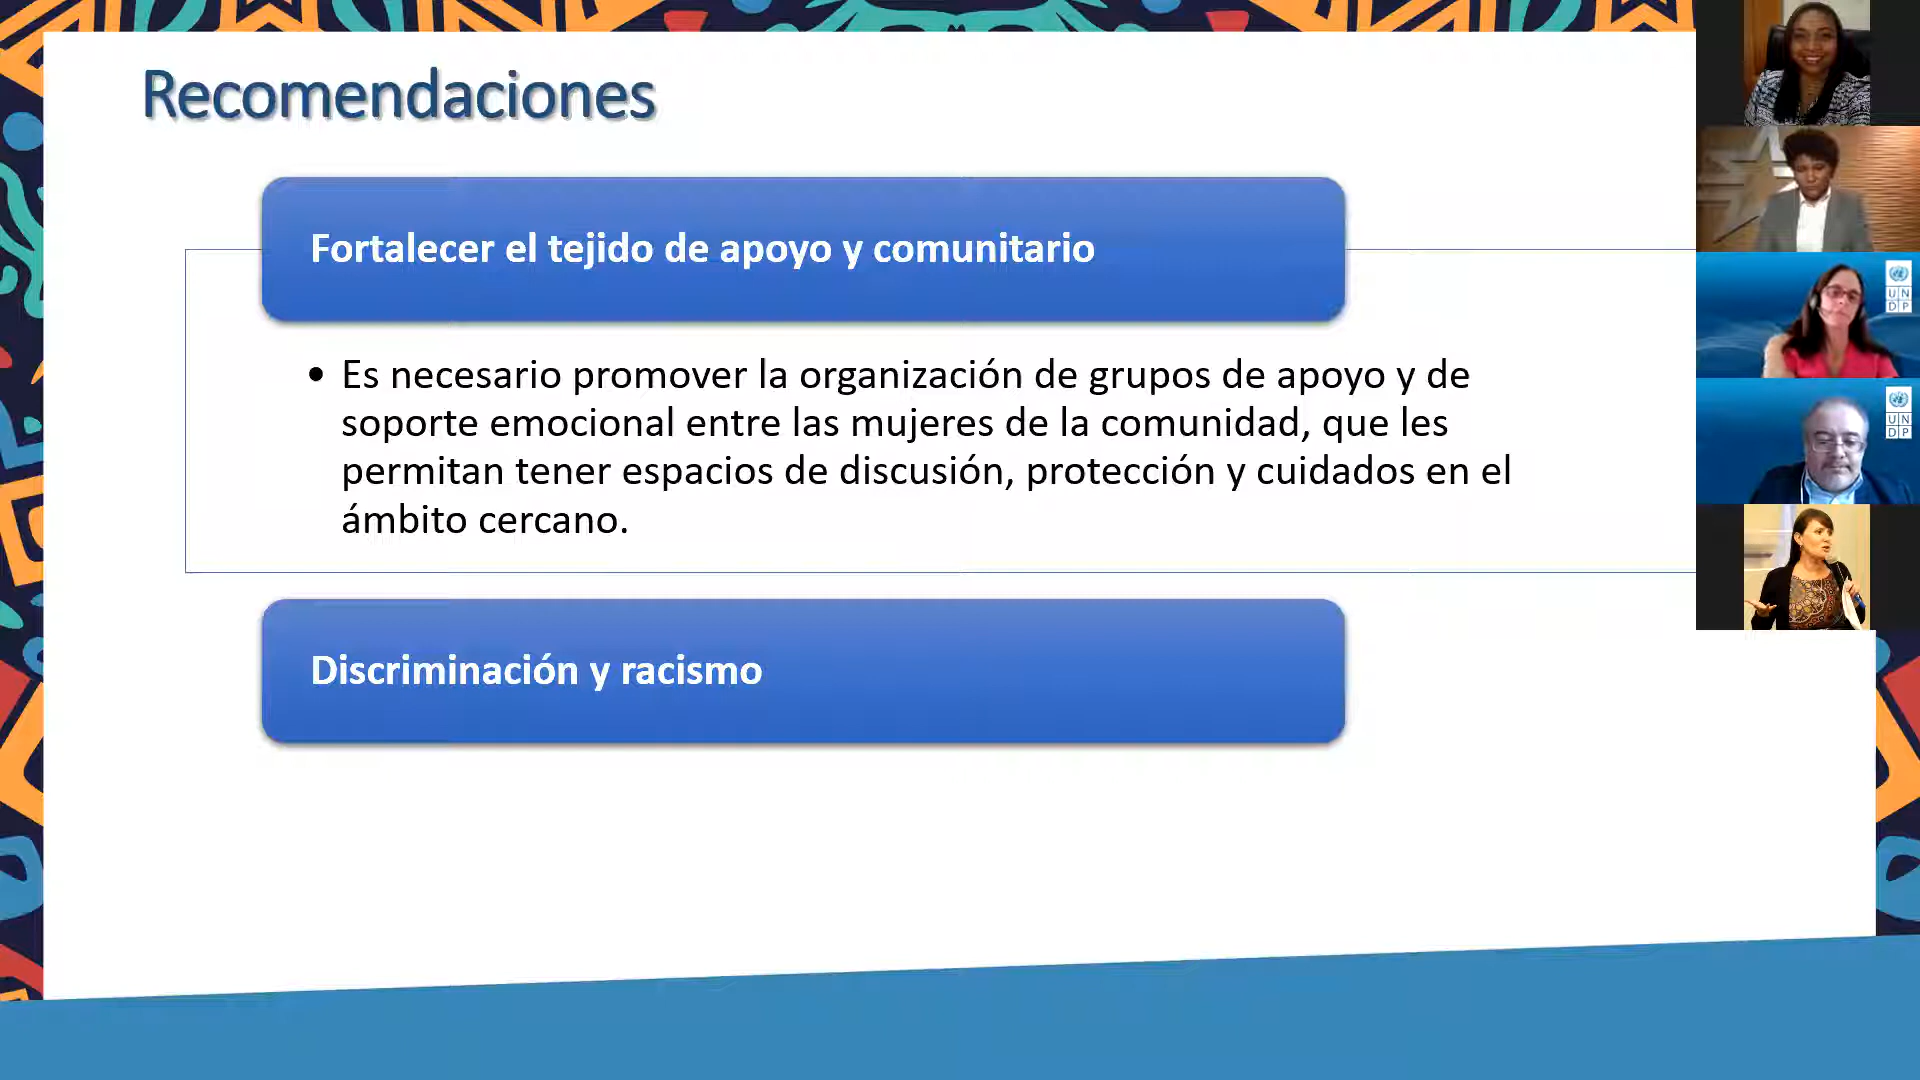 Recomendaciones
Fortalecer el tejido de apoyo y comunitario
• Es necesario promover la organización de grupos de apoyo y de
soporte emocional entre las mujeres de la comunidad, que les
permitan tener espacios de discusión, protección y cuidados en el
ámbito cercano.
Discriminación y racismo
U N
D P
U N
D P